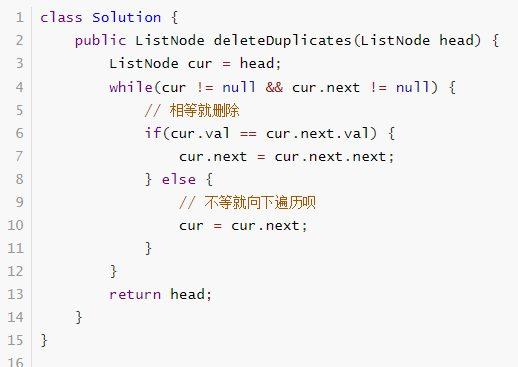 1 class Solution {
2     public ListNode deleteDuplicates(ListNode head) {
3         ListNode cur = head;
4         while(cur != null && cur.next != null) {
5             // 相等就删除
6             if(cur.val == cur.next.val) {
7                 cur.next = cur.next.next;
8             } else {
9                 // 不等就向下遍历呗
10                 cur = cur.next;
11             }
12         }
13         return head;
14     }
15 }
16